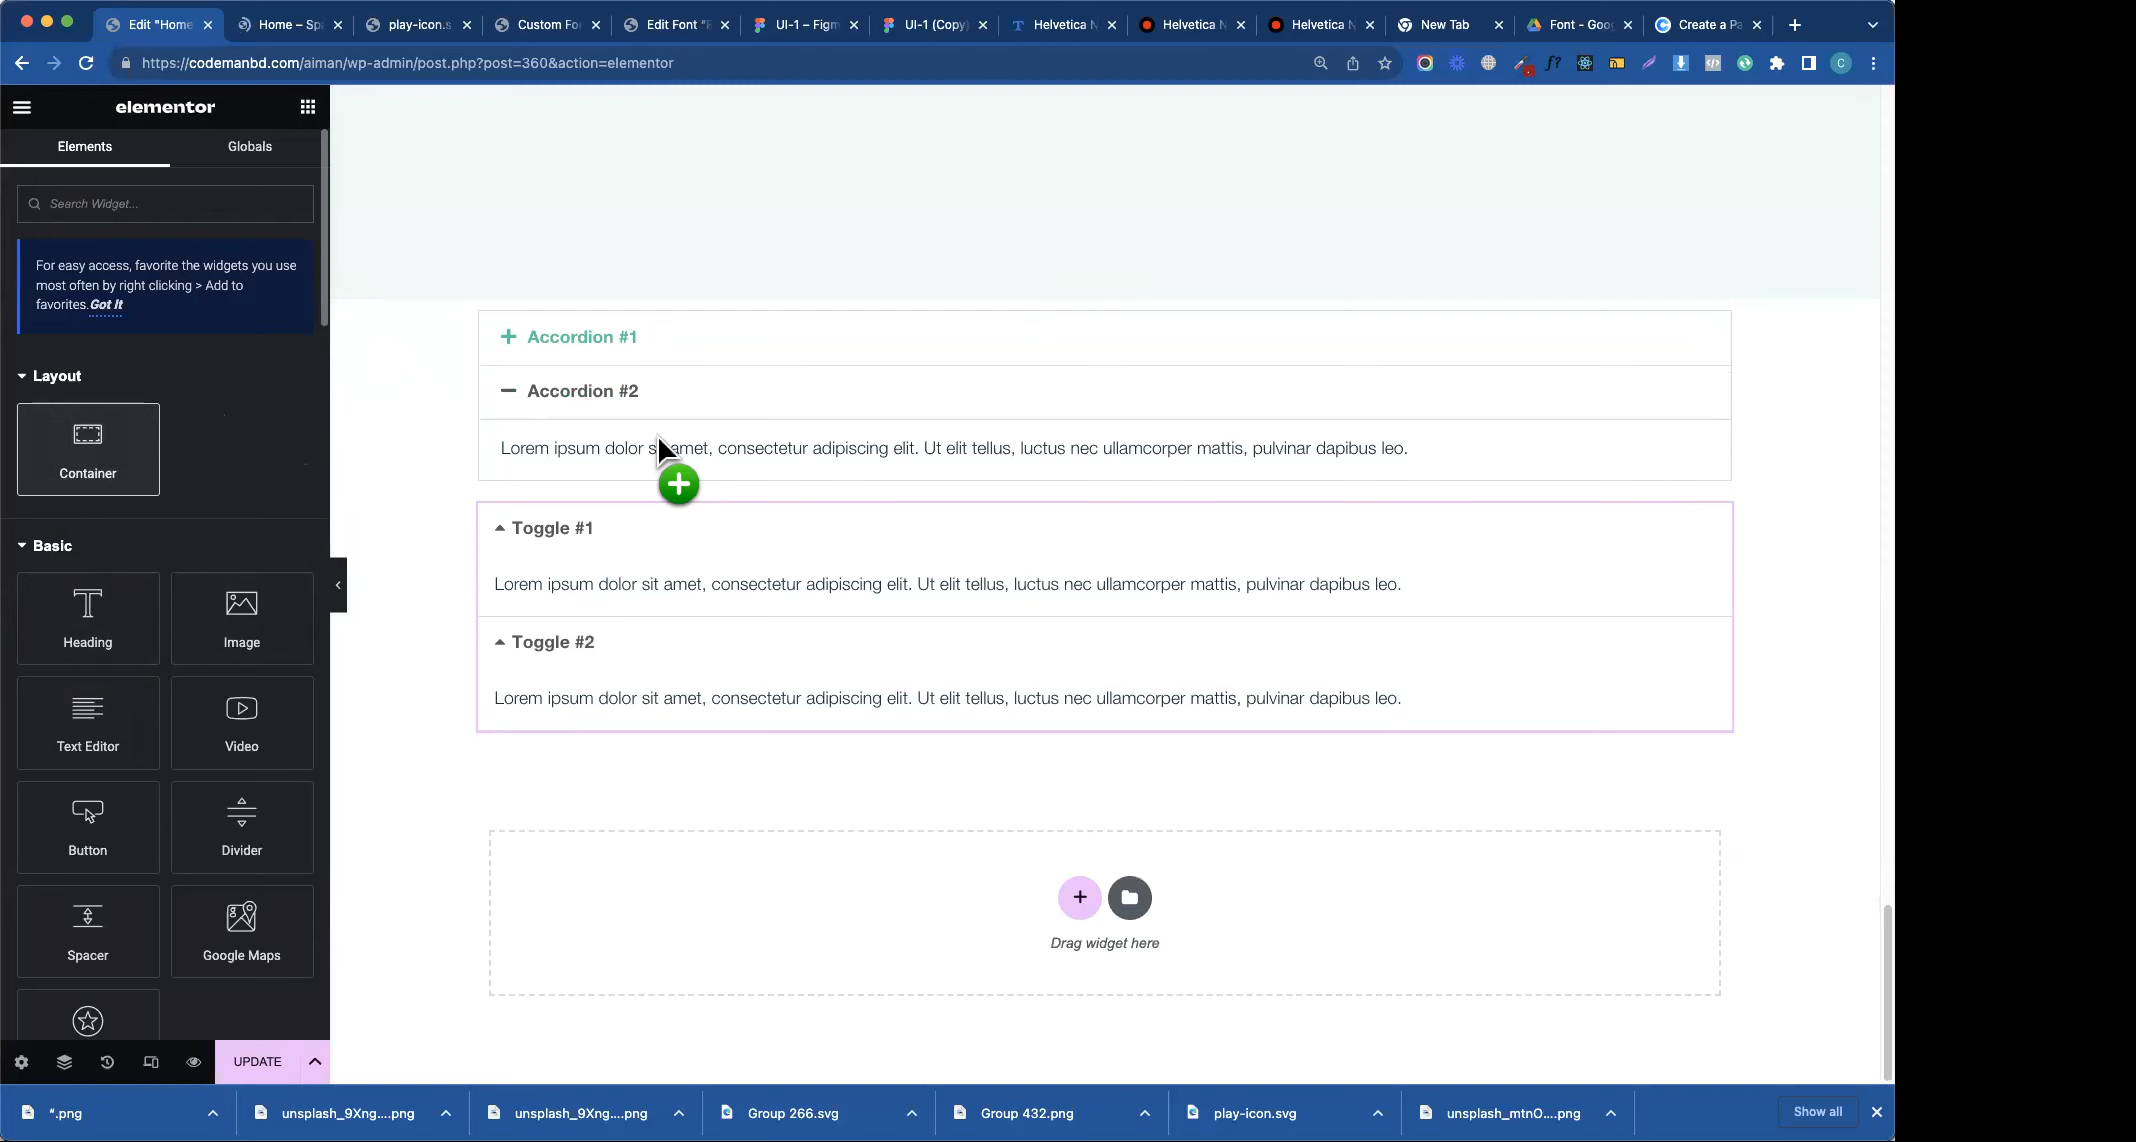 Edit "Home
Home – Sp
play-icon.s
Custom Fo
Edit Font "
UI-1 – Figm
UI-1 (Copy)
Helvetica N
Helvetica N
Helvetica N
New Tab
Font - Goo
Create a Pa
https://codemanbd.com/aiman/wp-admin/post.php?post=360&action=elementor
f?
C
elementor
Elements
Globals
Search Widget...
For easy access, favorite the widgets you use
most often by right clicking > Add to
favorites.Got It
Layout
Container
Basic
Heading
Image
Text Editor
Video
Button
Divider
Spacer
Google Maps
UPDATE
Accordion #1
Accordion #2
Lorem ipsum dolor s amet, consectetur adipiscing elit. Ut elit tellus, luctus nec ullamcorper mattis, pulvinar dapibus leo.
Toggle #1
Lorem ipsum dolor sit amet, consectetur adipiscing elit. Ut elit tellus, luctus nec ullamcorper mattis, pulvinar dapibus leo.
Toggle #2
Lorem ipsum dolor sit amet, consectetur adipiscing elit. Ut elit tellus, luctus nec ullamcorper mattis, pulvinar dapibus leo.
Drag widget here
“.png
unsplash_9Xng....png
unsplash_9Xng....png
Group 266.svg
Group 432.png
play-icon.svg
unsplash_mtnO....png
Show all